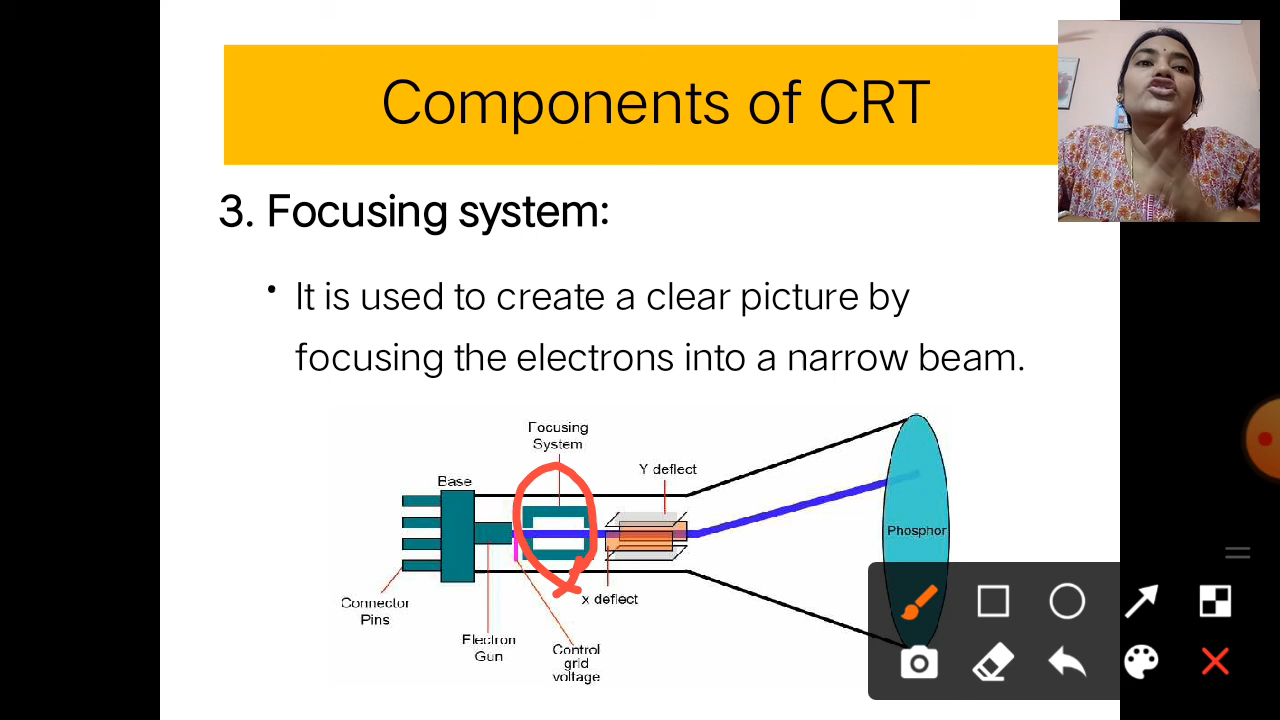 Components of CRT
3. Focusing system:
• It is used to create a clear picture by
focusing the electrons into a narrow beam.
Focusing
System
Y deflect
Base
Phosphor
x deflect
Connector
Pins
Electron
Gun
Control
grid
voltage